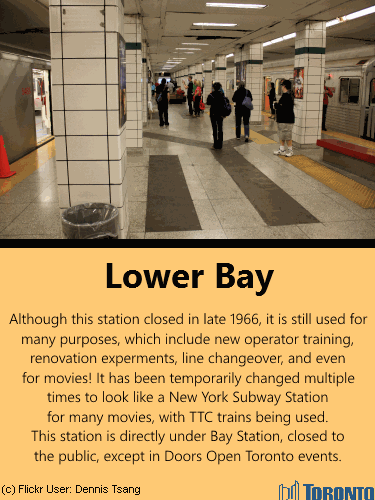 Lower Bay
Although this station closed in late 1966, it is still used for
many purposes, which include new operator training,
renovation experments, line changeover, and even
for movies! It has been temporarily changed multiple
times to look like a New York Subway Station
for many movies, with TTC trains being used.
This station is directly under Bay Station, closed to
the public, except in Doors Open Toronto events.
(c) Flickr User: Dennis Tsang
TORONTO